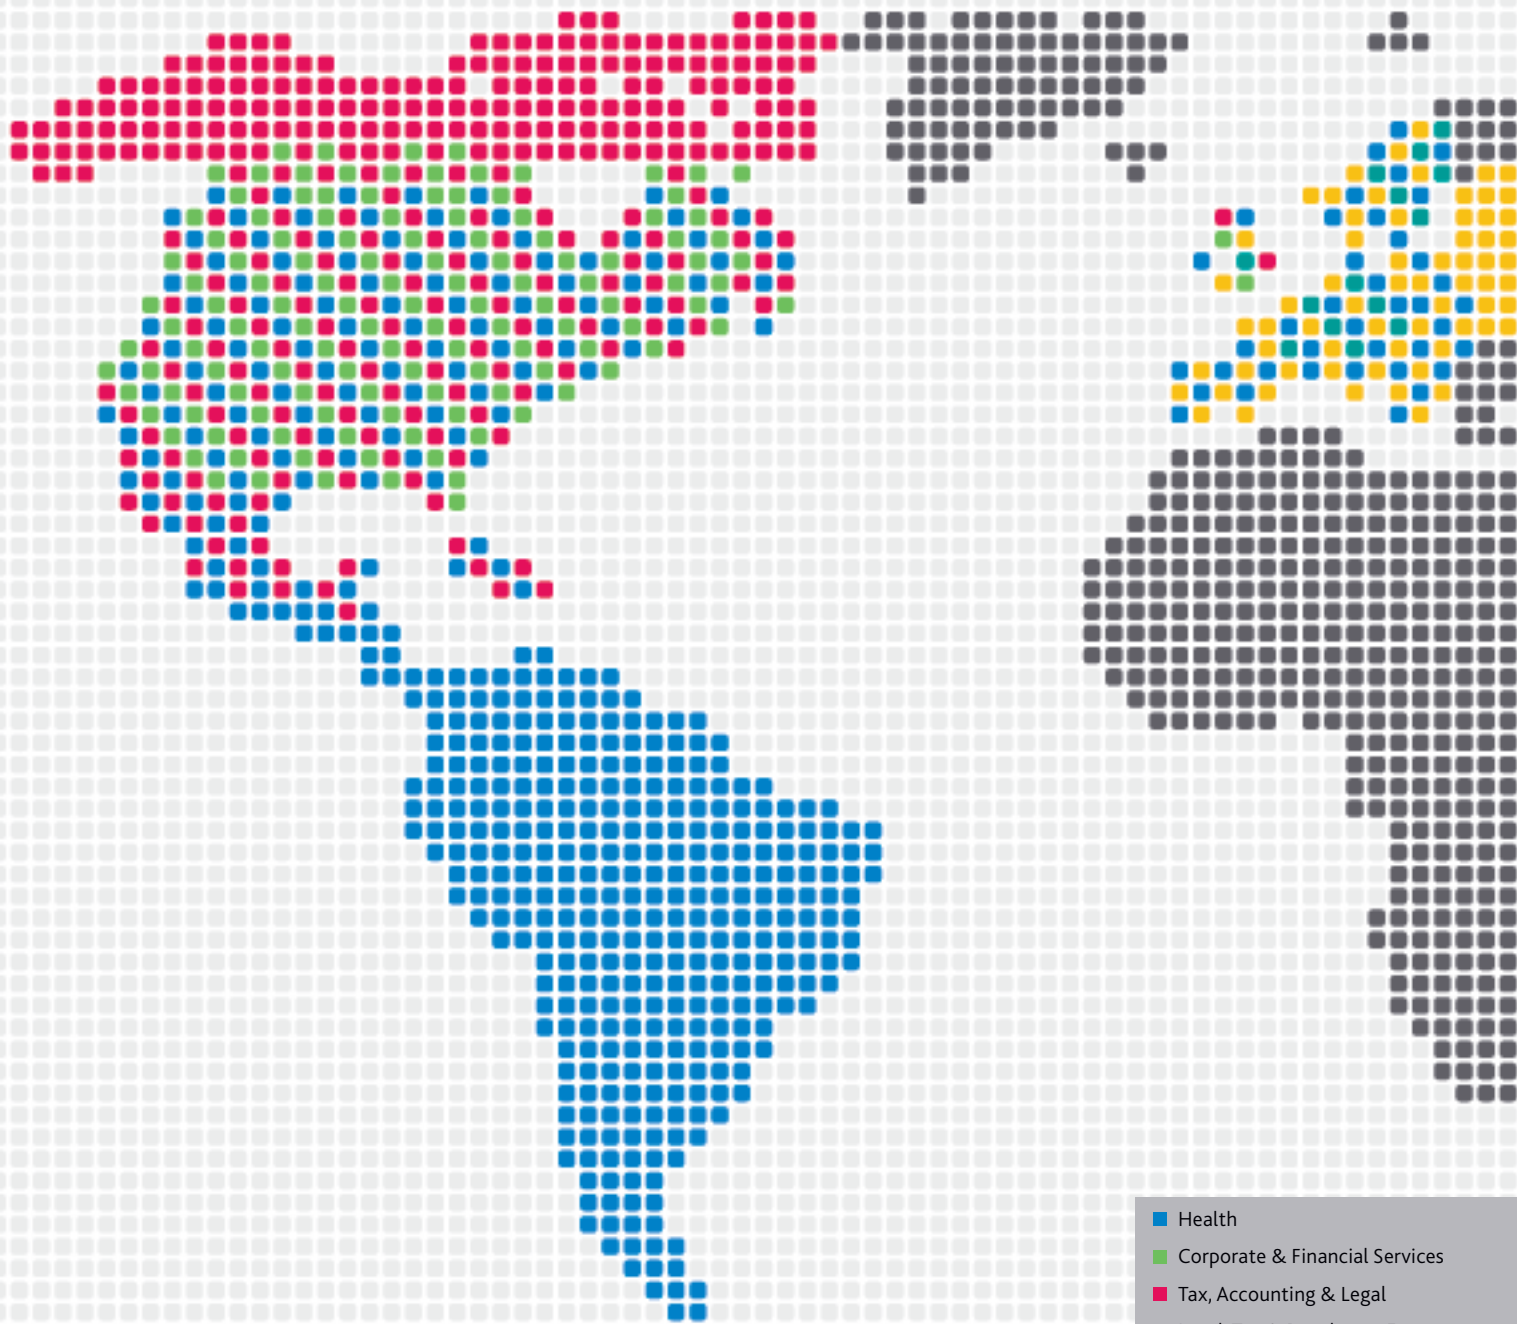 Health
Corporate & Financial Services
Tax, Accounting & Legal